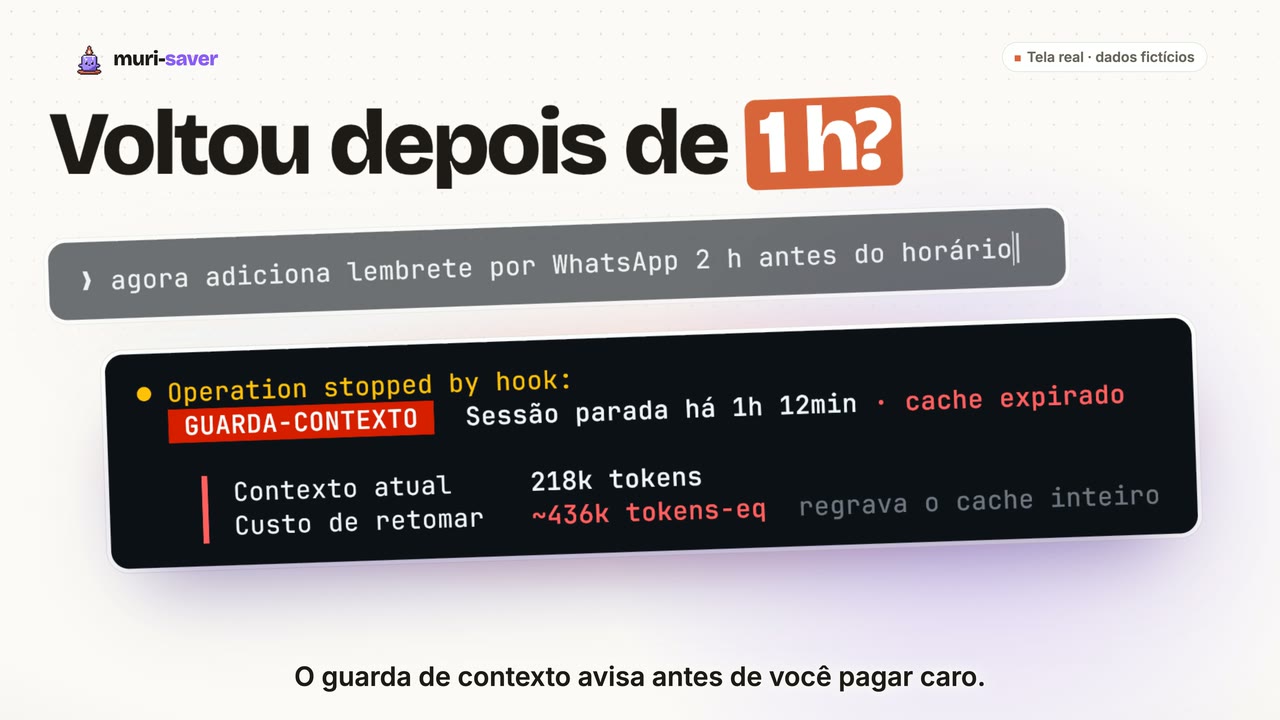 muri-saver
Tela real · dados fictícios
Voltou depois de 1 h?
❯ agora adiciona lembrete por WhatsApp 2 h antes do horário
● Operation stopped by hook:
GUARDA-CONTEXTO Sessão parada há 1h 12min · cache expirado
Contexto atual 218k tokens
Custo de retomar ~436k tokens-eq regrava o cache inteiro
O guarda de contexto avisa antes de você pagar caro.